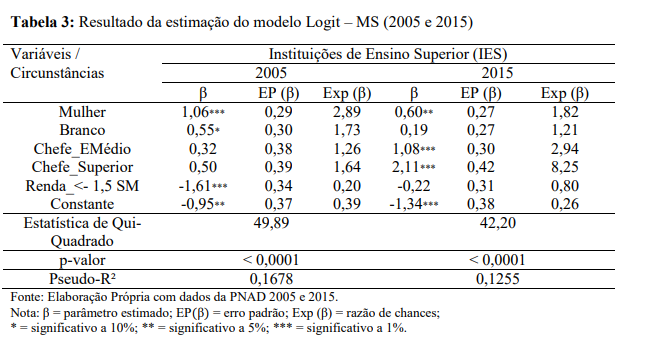 Tabela 3: Resultado da estimação do modelo Logit – MS (2005 e 2015)
Variáveis / Instituições de Ensino Superior (IES)
Circunstâncias 2005 2015
β EP (β) Exp (β) β EP (β) Exp (β)
Mulher 1,06*** 0,29 2,89 0,60** 0,27 1,82
Branco 0,55* 0,30 1,73 0,19 0,27 1,21
Chefe_EMédio 0,32 0,38 1,26 1,08*** 0,30 2,94
Chefe_Superior 0,50 0,39 1,64 2,11*** 0,42 8,25
Renda_<- 1,5 SM -1,61*** 0,34 0,20 -0,22 0,31 0,80
Constante -0,95** 0,37 0,39 -1,34*** 0,38 0,26
Estatística de Qui- 49,89 42,20
Quadrado
p-valor < 0,0001 < 0,0001
Pseudo-R² 0,1678 0,1255
Fonte: Elaboração Própria com dados da PNAD 2005 e 2015.
Nota: β = parâmetro estimado; EP(β) = erro padrão; Exp (β) = razão de chances;
* = significativo a 10%; ** = significativo a 5%; *** = significativo a 1%.